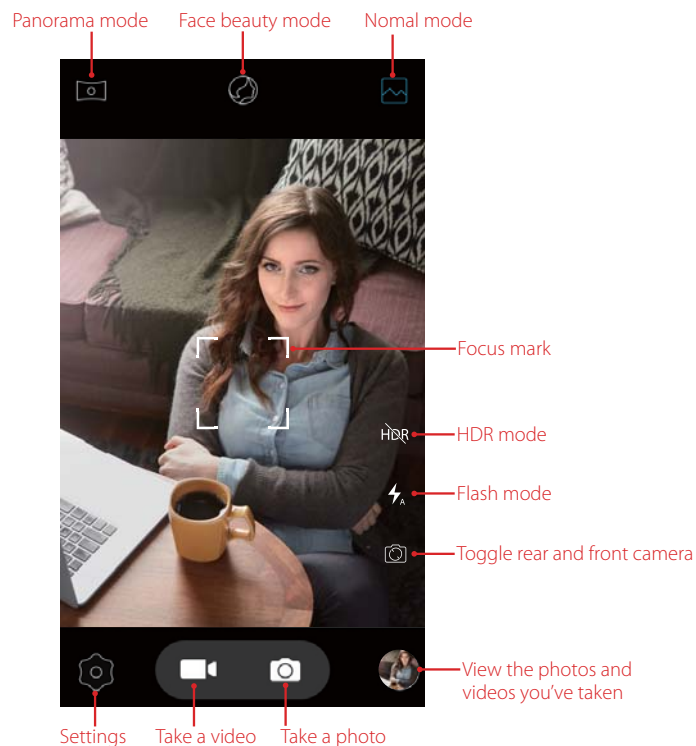 Panorama mode
Face beauty mode
Nomal mode
Focus mark
HDR
HDR mode
A
Flash mode
Toggle rear and front camera
View the photos and
videos you've taken
Settings
Take a video
Take a photo